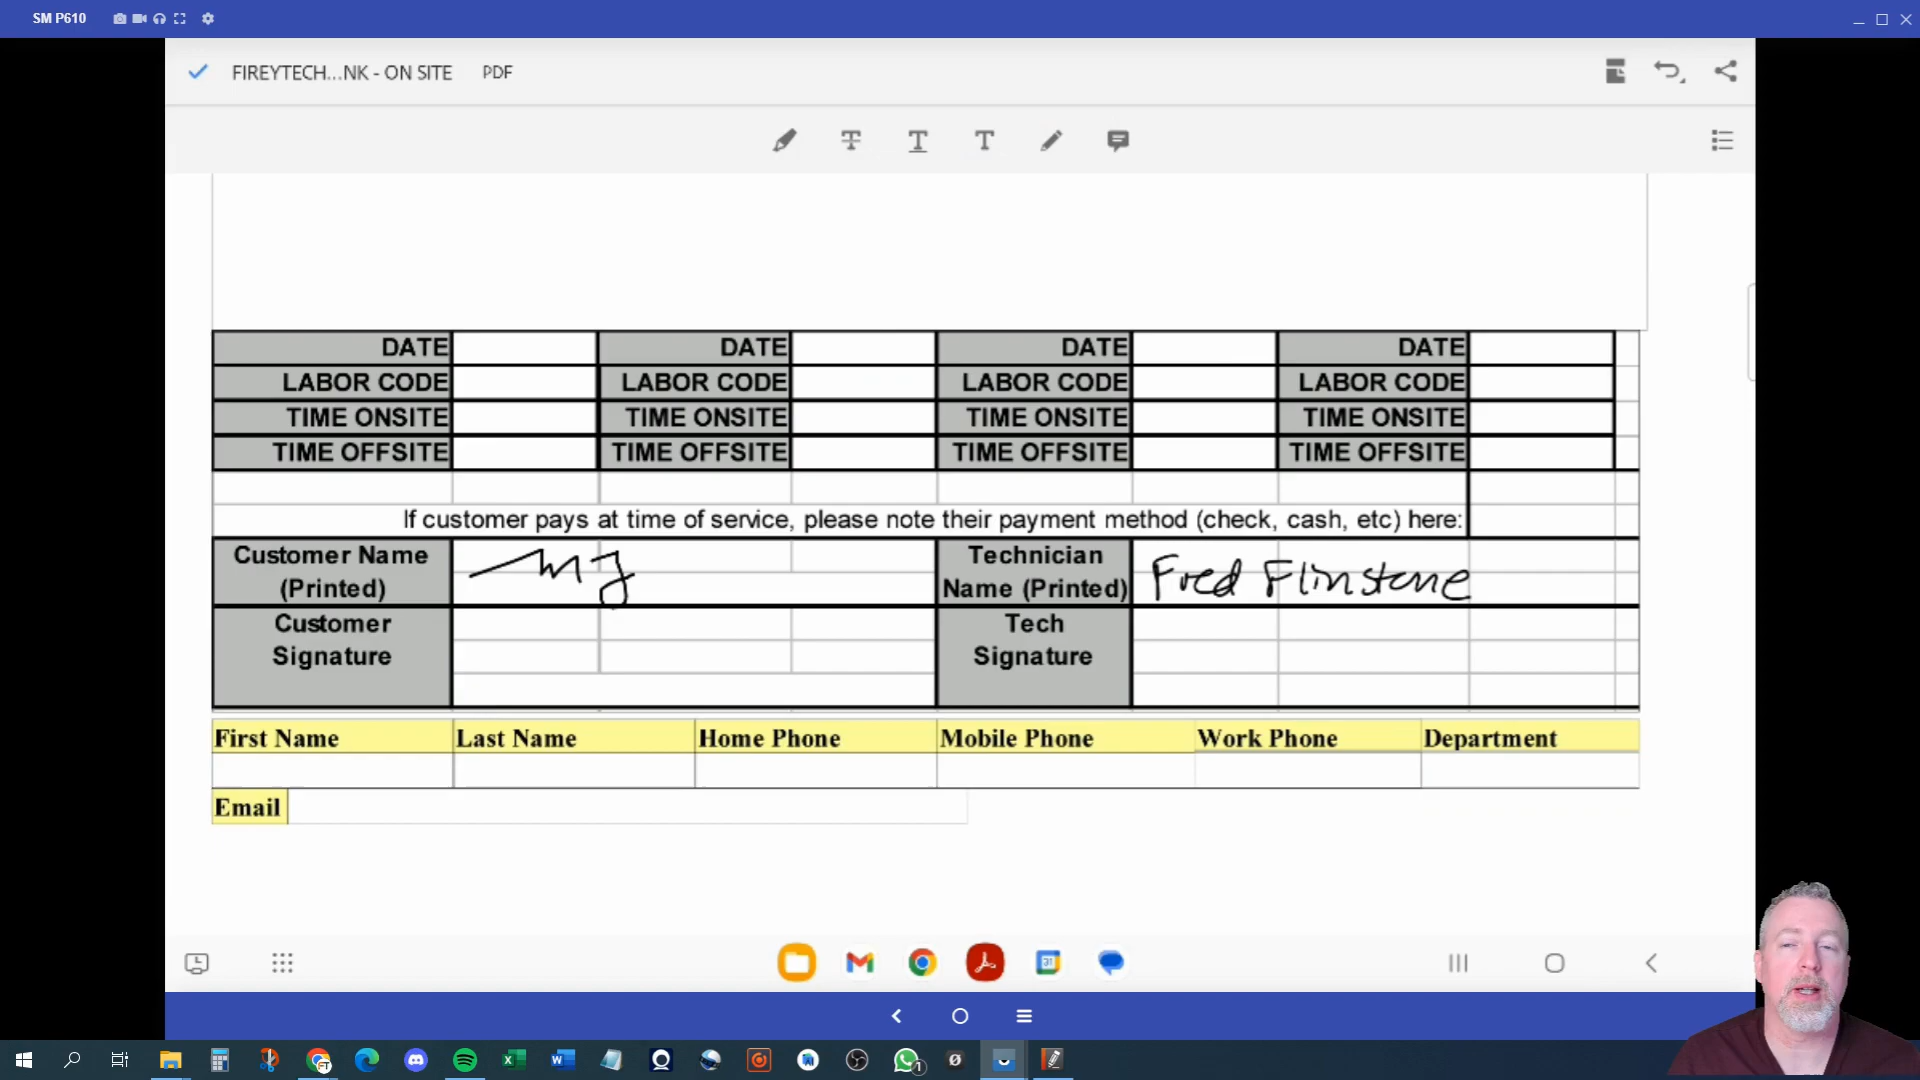 SM P610
FIREYTECH...NK - ON SITE PDF
DATE DATE DATE DATE
LABOR CODE LABOR CODE LABOR CODE LABOR CODE
TIME ONSITE TIME ONSITE TIME ONSITE TIME ONSITE
TIME OFFSITE TIME OFFSITE TIME OFFSITE TIME OFFSITE
If customer pays at time of service, please note their payment method (check, cash, etc) here:
Customer Name
(Printed)
Technician
Name (Printed)
Fred Flinstone
Customer
Signature
Tech
Signature
First Name Last Name Home Phone Mobile Phone Work Phone Department
Email